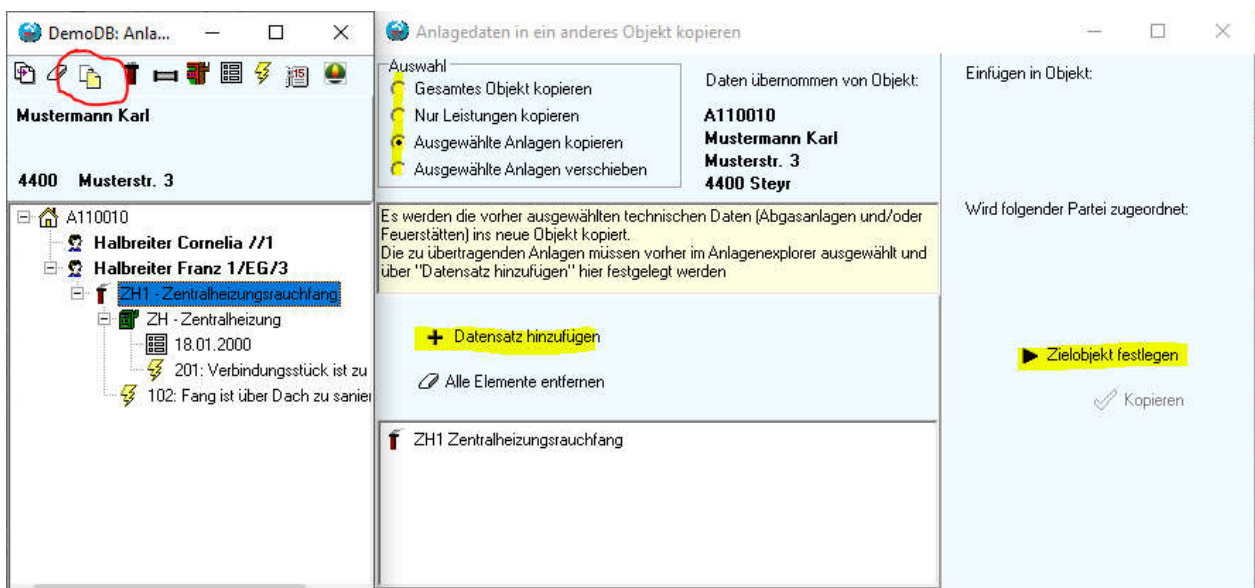 DemoDB: Anla...
Mustermann Karl
4400 Musterstr. 3
A110010
Halbreiter Cornelia //1
Halbreiter Franz 1/EG/3
ZH1 - Zentralheizungsrauchfang
ZH - Zentralheizung
18.01.2000
201: Verbindungsstück ist zu
102: Fang ist über Dach zu sanier
Anlagedaten in ein anderes Objekt kopieren
Auswahl
Gesamtes Objekt kopieren
Nur Leistungen kopieren
Ausgewählte Anlagen kopieren
Ausgewählte Anlagen verschieben
Daten übernommen von Objekt:
A110010
Mustermann Karl
Musterstr. 3
4400 Steyr
Es werden die vorher ausgewählten technischen Daten (Abgasanlagen und/oder
Feuerstätten) ins neue Objekt kopiert.
Die zu übertragenden Anlagen müssen vorher im Anlagenexplorer ausgewählt und
über "Datensatz hinzufügen" hier festgelegt werden
Datensatz hinzufügen
Alle Elemente entfernen
ZH1 Zentralheizungsrauchfang
Einfügen in Objekt:
Wird folgender Partei zugeordnet:
Zielobjekt festlegen
Kopieren